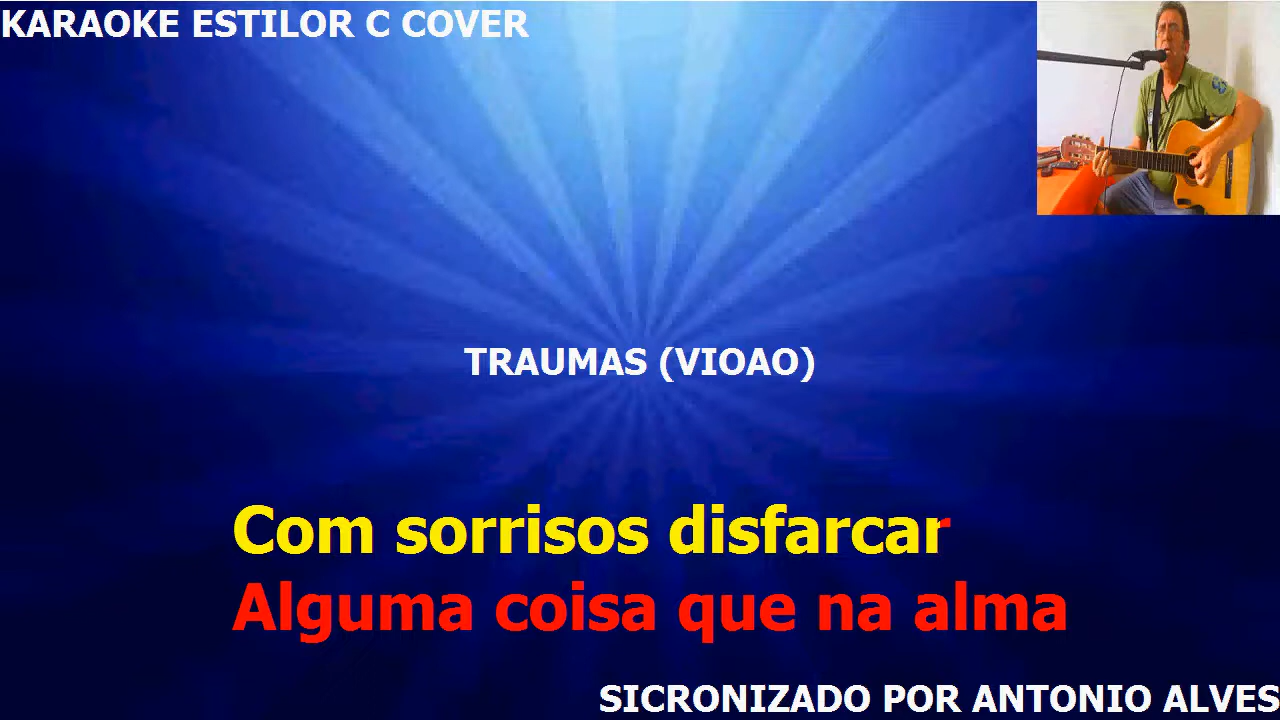 KARAOKE ESTILOR C COVER
TRAUMAS (VIOAO)
Com sorrisos disfarcar
Alguma coisa que na alma
SICRONIZADO POR ANTONIO ALVES